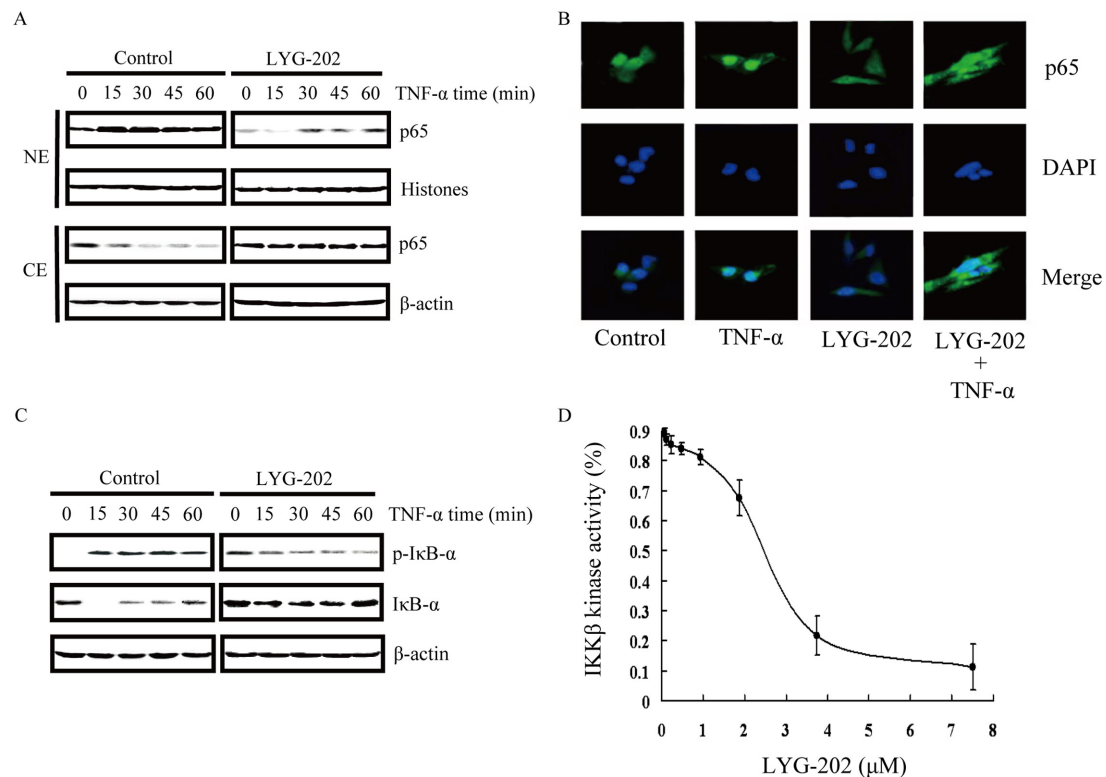 A
Control LYG-202
0 15 30 45 60 0 15 30 45 60 TNF-α time (min)
NE
p65
Histones
CE
p65
β-actin
B
p65
DAPI
Merge
Control TNF-α LYG-202 LYG-202
+
TNF-α
C
Control LYG-202
0 15 30 45 60 0 15 30 45 60 TNF-α time (min)
p-IκB-α
IκB-α
β-actin
D
IKKβ kinase activity (%)
0.9
0.8
0.7
0.6
0.5
0.4
0.3
0.2
0.1
0
0 1 2 3 4 5 6 7 8
LYG-202 (μM)